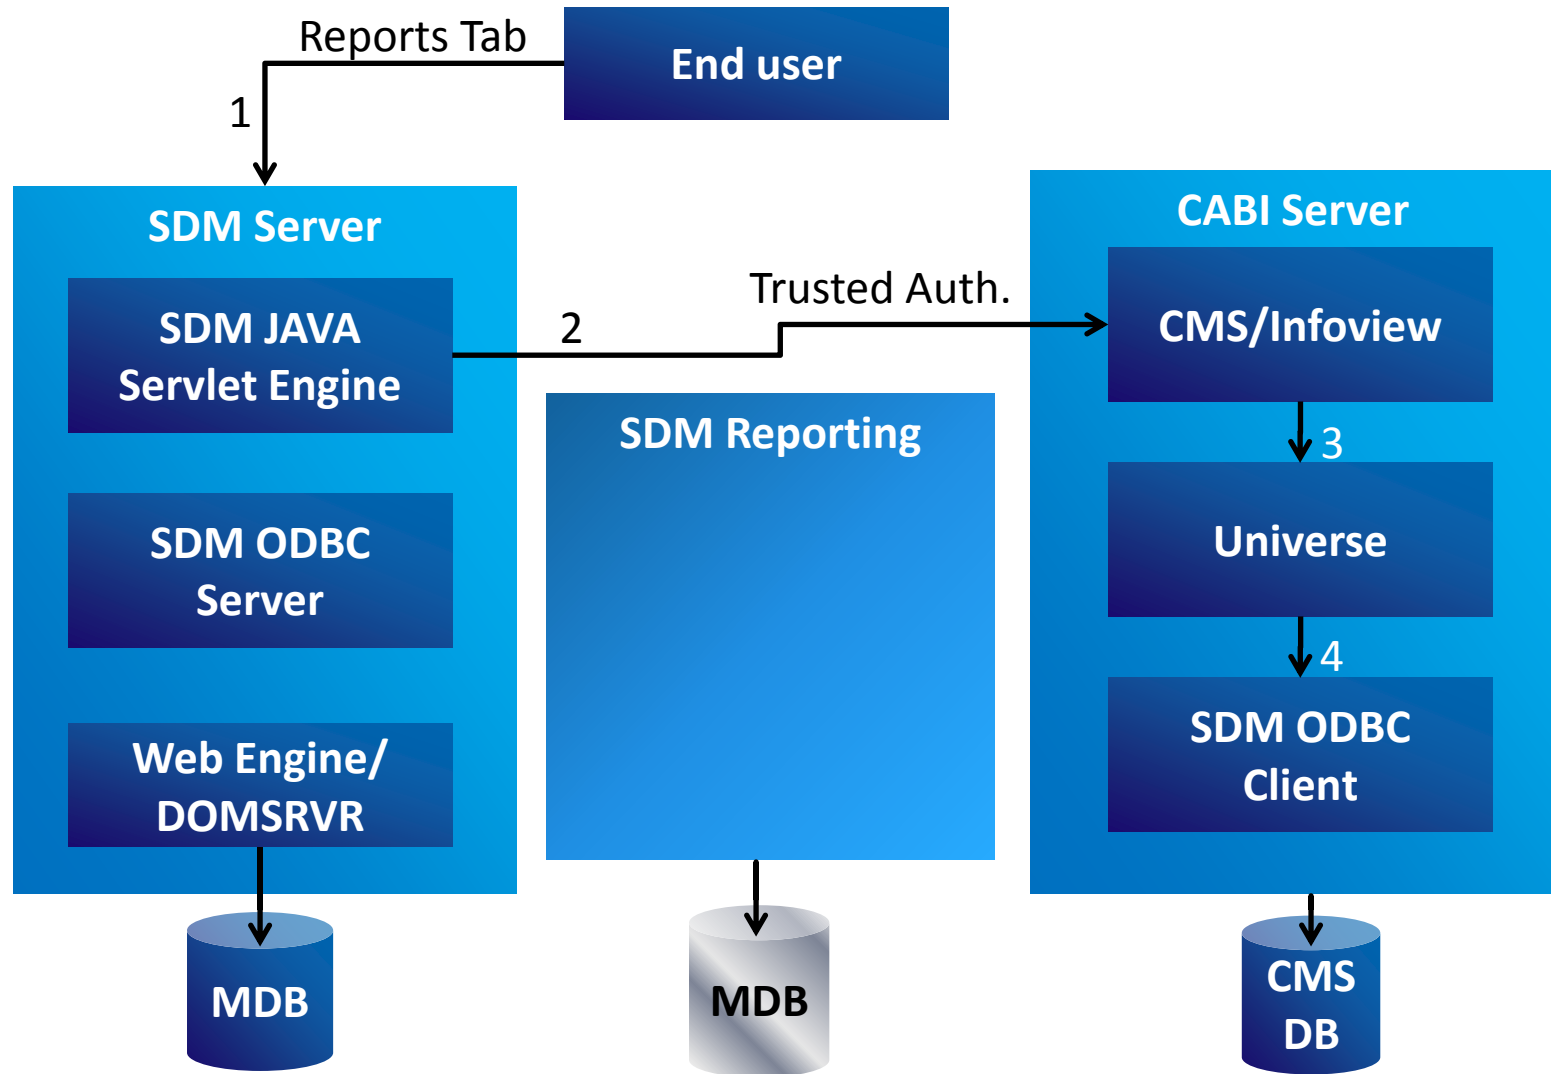 Reports Tab
End user
1
SDM Server
SDM JAVA
Servlet Engine
SDM ODBC
Server
Web Engine/
DOMSRVR
MDB
2
Trusted Auth.
SDM Reporting
MDB
CABI Server
CMS/Infoview
3
Universe
4
SDM ODBC
Client
CMS
DB